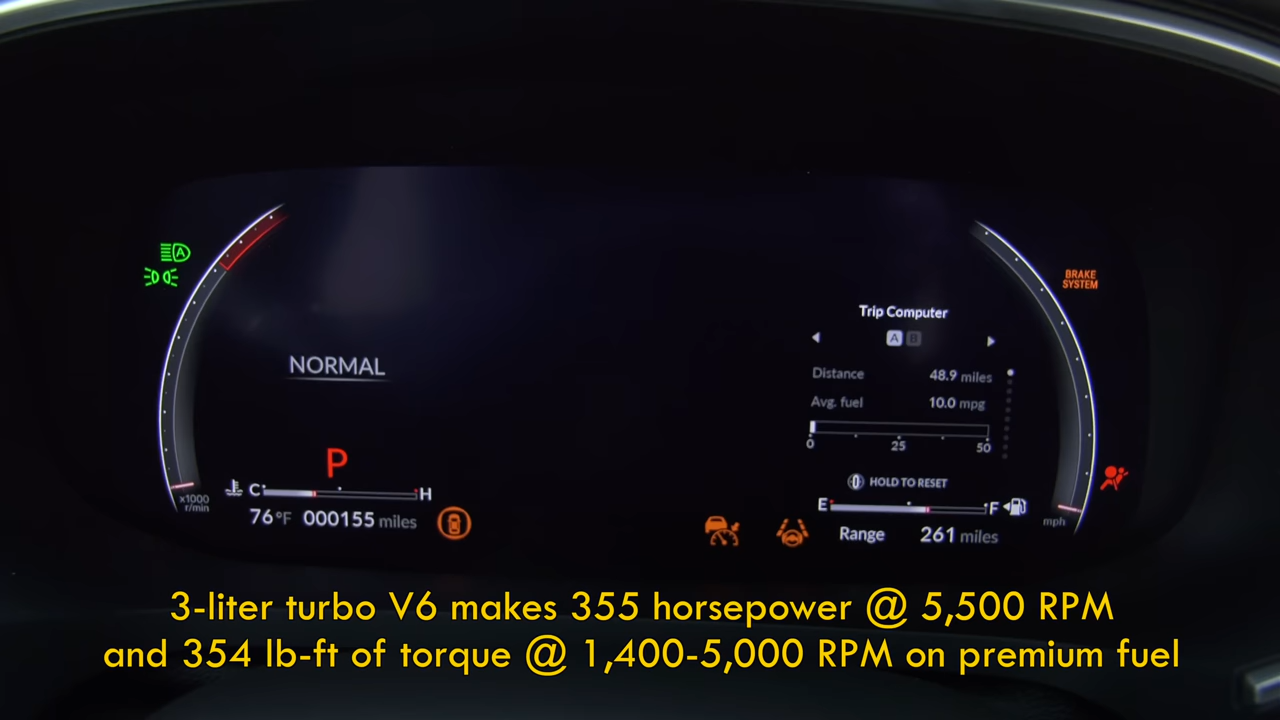 BRAKE
SYSTEM
Trip Computer
A B
NORMAL
Distance 48.9 miles
Avg. fuel 10.0 mpg
0 25 50
P
HOLD TO RESET
C H
x1000
r/min
E F
76°F 000155 miles
mph
Range 261 miles
3-liter turbo V6 makes 355 horsepower @ 5,500 RPM
and 354 lb-ft of torque @ 1,400-5,000 RPM on premium fuel